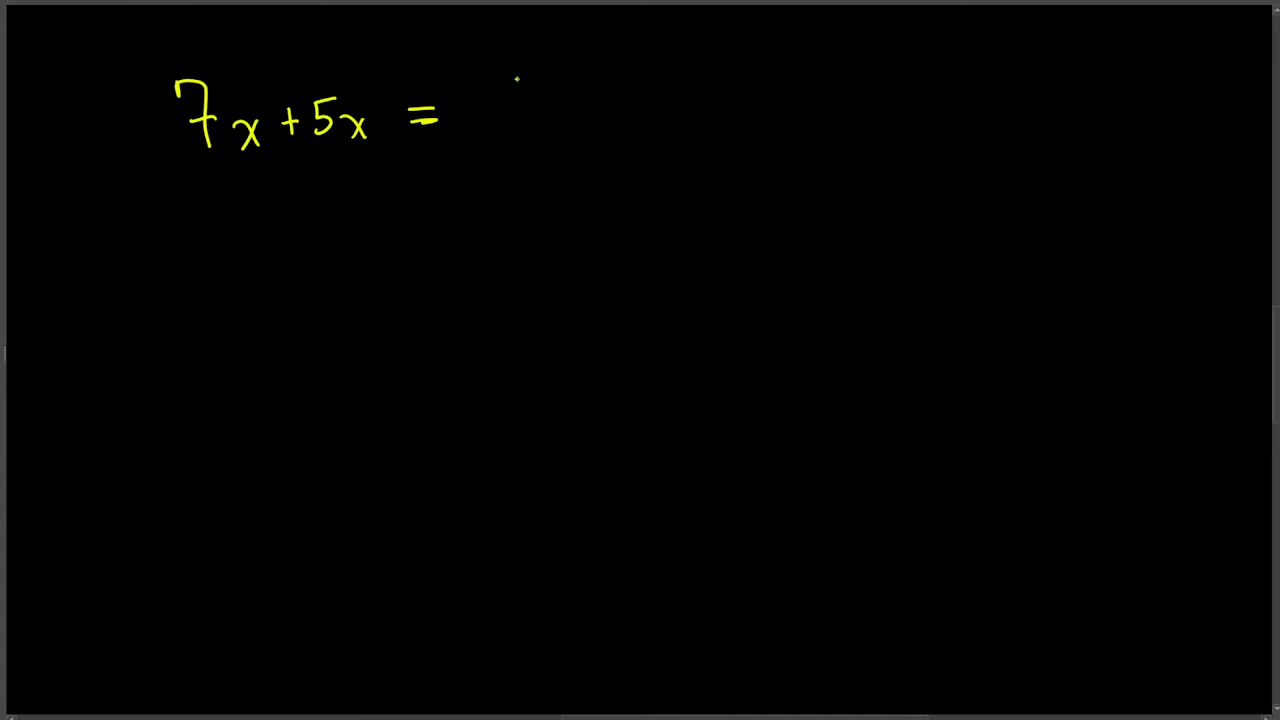 7x + 5x =